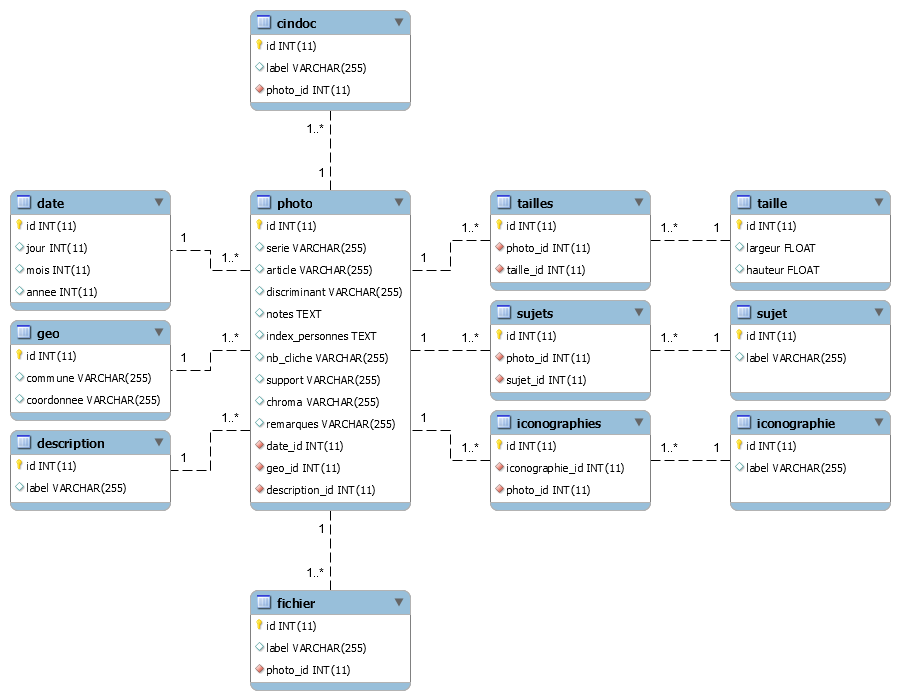 cindoc
id INT(11)
label VARCHAR(255)
photo_id INT(11)
1..*
1
date
id INT(11)
jour INT(11)
mois INT(11)
annee INT(11)
1
1..*
geo
id INT(11)
commune VARCHAR(255)
coordonnee VARCHAR(255)
1
1..*
description
id INT(11)
label VARCHAR(255)
1
1..*
photo
id INT(11)
serie VARCHAR(255)
article VARCHAR(255)
discriminant VARCHAR(255)
notes TEXT
index_personnes TEXT
nb_cliche VARCHAR(255)
support VARCHAR(255)
chroma VARCHAR(255)
remarques VARCHAR(255)
date_id INT(11)
geo_id INT(11)
description_id INT(11)
1
1..*
tailles
id INT(11)
photo_id INT(11)
taille_id INT(11)
1..*
1
taille
id INT(11)
largeur FLOAT
hauteur FLOAT
1
1..*
sujets
id INT(11)
photo_id INT(11)
sujet_id INT(11)
1..*
1
sujet
id INT(11)
label VARCHAR(255)
1
1..*
iconographies
id INT(11)
iconographie_id INT(11)
photo_id INT(11)
1..*
1
iconographie
id INT(11)
label VARCHAR(255)
1
1..*
fichier
id INT(11)
label VARCHAR(255)
photo_id INT(11)